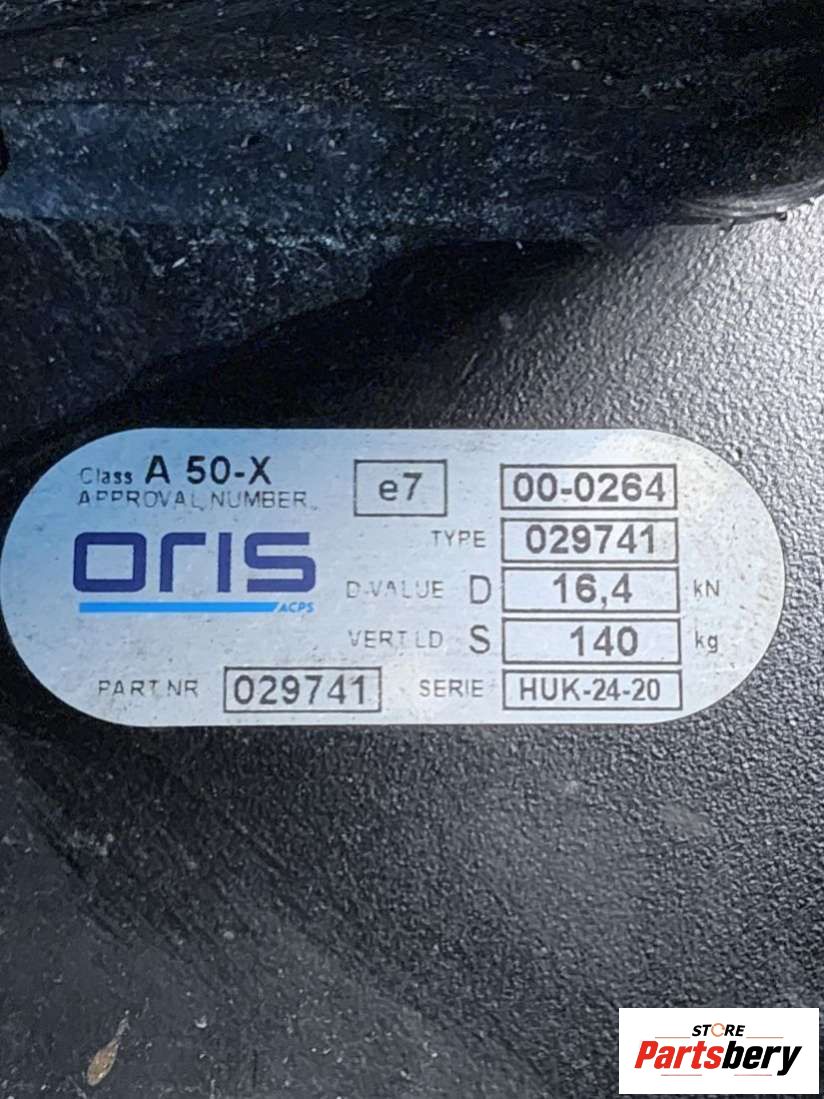 Class A 50-X
APPROVAL NUMBER e7 00-0264
ORIS
ACPS
TYPE 029741
D-VALUE D 16,4 kN
VERT LD S 140 kg
PART NR 029741 SERIE HUK-24-20
STORE
Partsbery